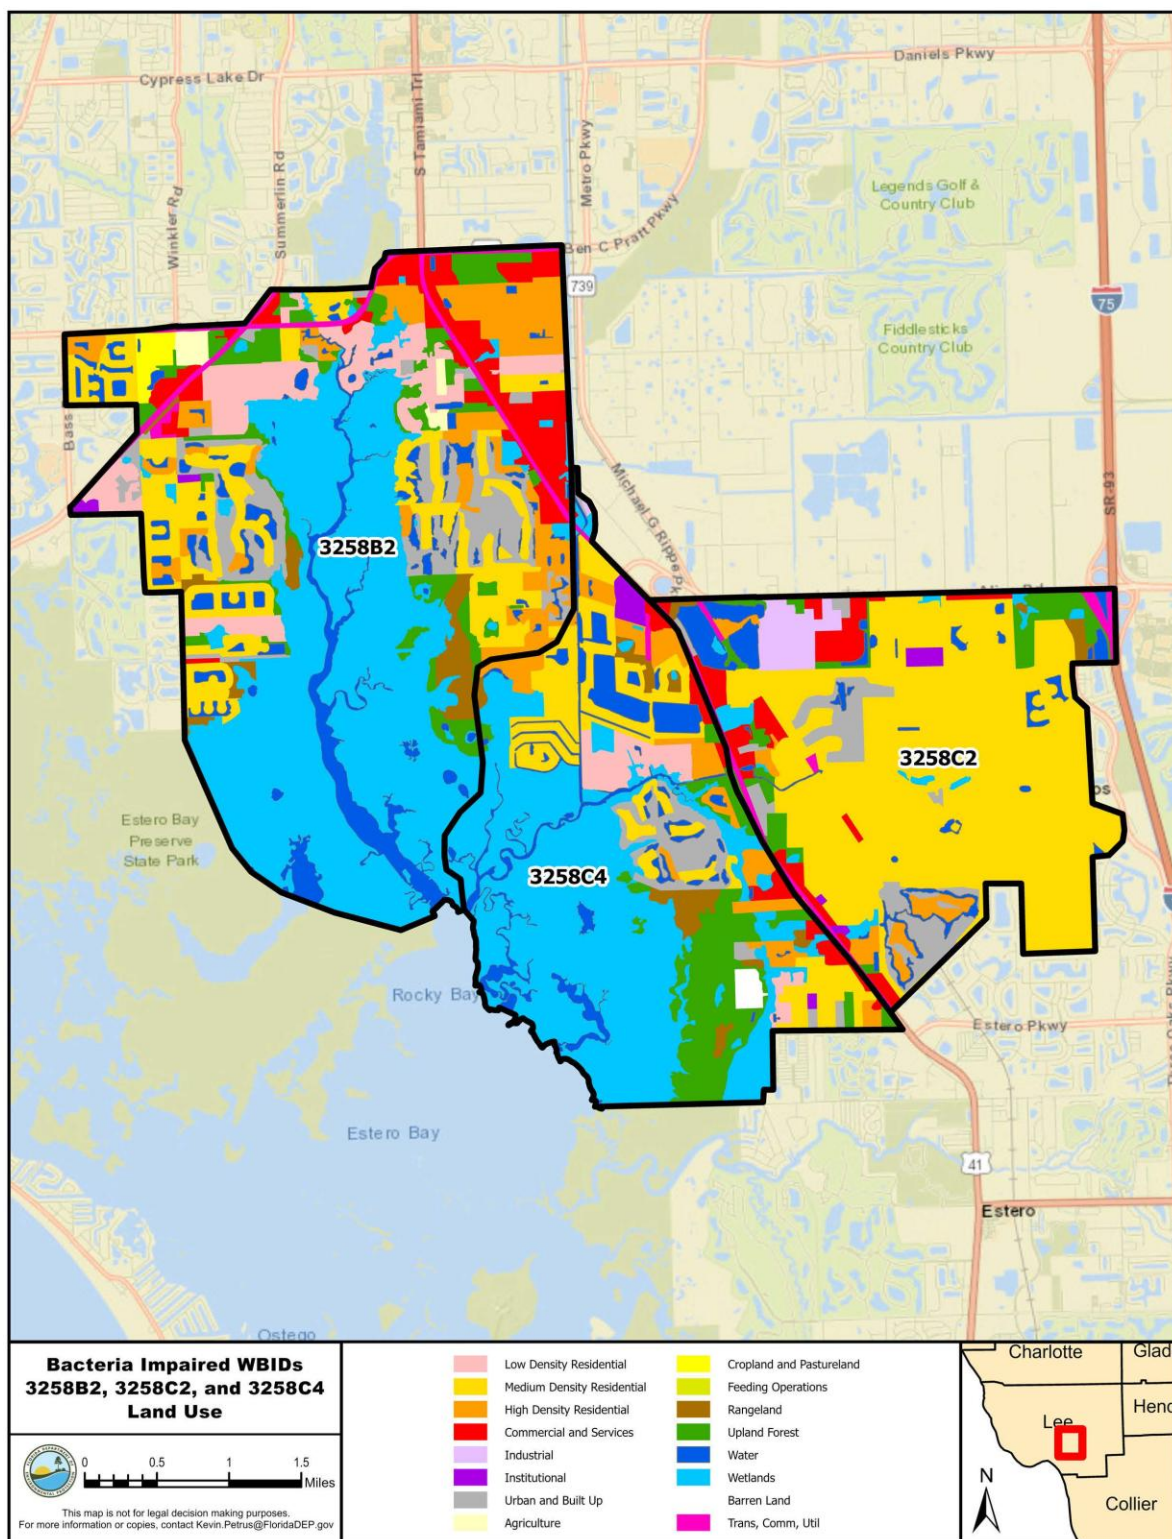 Cypress Lake Dr
Daniels Pkwy
S Tamiami Trl
Metro Pkwy
Winkler Rd
Summerlin Rd
Legends Golf &
Country Club
Ben C Pratt Pkwy
739
75
Fiddlesticks
Country Club
Bass
Michael G Rippe Pk
SR-93
3258B2
3258C2
os
Estero Bay
Preserve
State Park
3258C4
Rocky Bay
Estero Pkwy
Estero Bay
41
Estero
Ostego
Bacteria Impaired WBIDs
3258B2, 3258C2, and 3258C4
Land Use
0 0.5 1 1.5
Miles
This map is not for legal decision making purposes.
For more information or copies, contact Kevin.Petrus@FloridaDEP.gov
Low Density Residential
Medium Density Residential
High Density Residential
Commercial and Services
Industrial
Institutional
Urban and Built Up
Agriculture
Cropland and Pastureland
Feeding Operations
Rangeland
Upland Forest
Water
Wetlands
Barren Land
Trans, Comm, Util
Charlotte
Glad
Lee
Henc
Collier
N